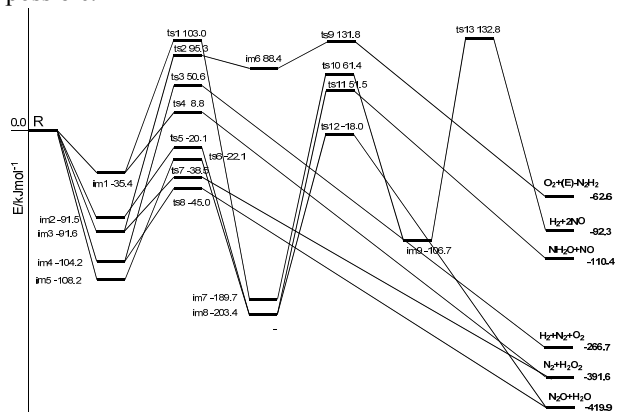 ts13 132.8
ts1 103.0
ts2 95.3
im6 88.4
ts9 131.8
ts10 61.4
ts3 50.6
ts11 51.5
ts4 8.8
ts12 -18.0
0.0 R
ts5 -20.1
ts6 -22.1
ts7 -38.5
ts8 -45.0
E/kJmol⁻¹
im1 -35.4
O₂+(E)-N₂H₂ -62.6
im2 -91.5
im3 -91.6
H₂+2NO -92.3
im9 -106.7
NH₂O+NO -110.4
im4 -104.2
im5 -108.2
im7 -189.7
im8 -203.4
H₂+N₂+O₂ -266.7
N₂+H₂O₂ -391.6
N₂O+H₂O -419.9